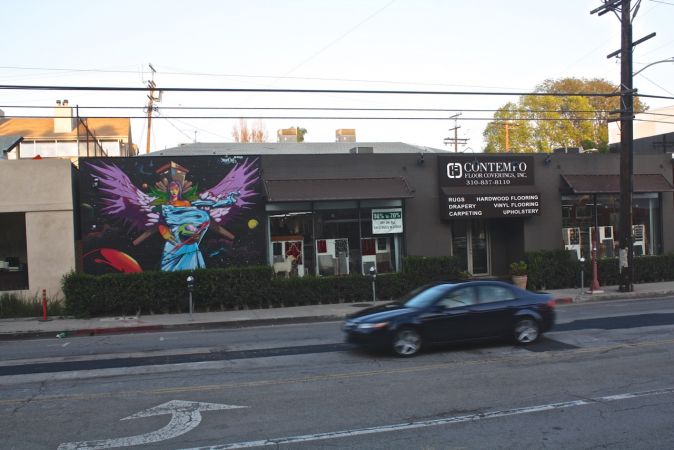 CONTEMPO
FLOOR COVERINGS, INC.
310-837-8110
RUGS HARDWOOD FLOORING
DRAPERY VINYL FLOORING
CARPETING UPHOLSTERY
50% to 70%